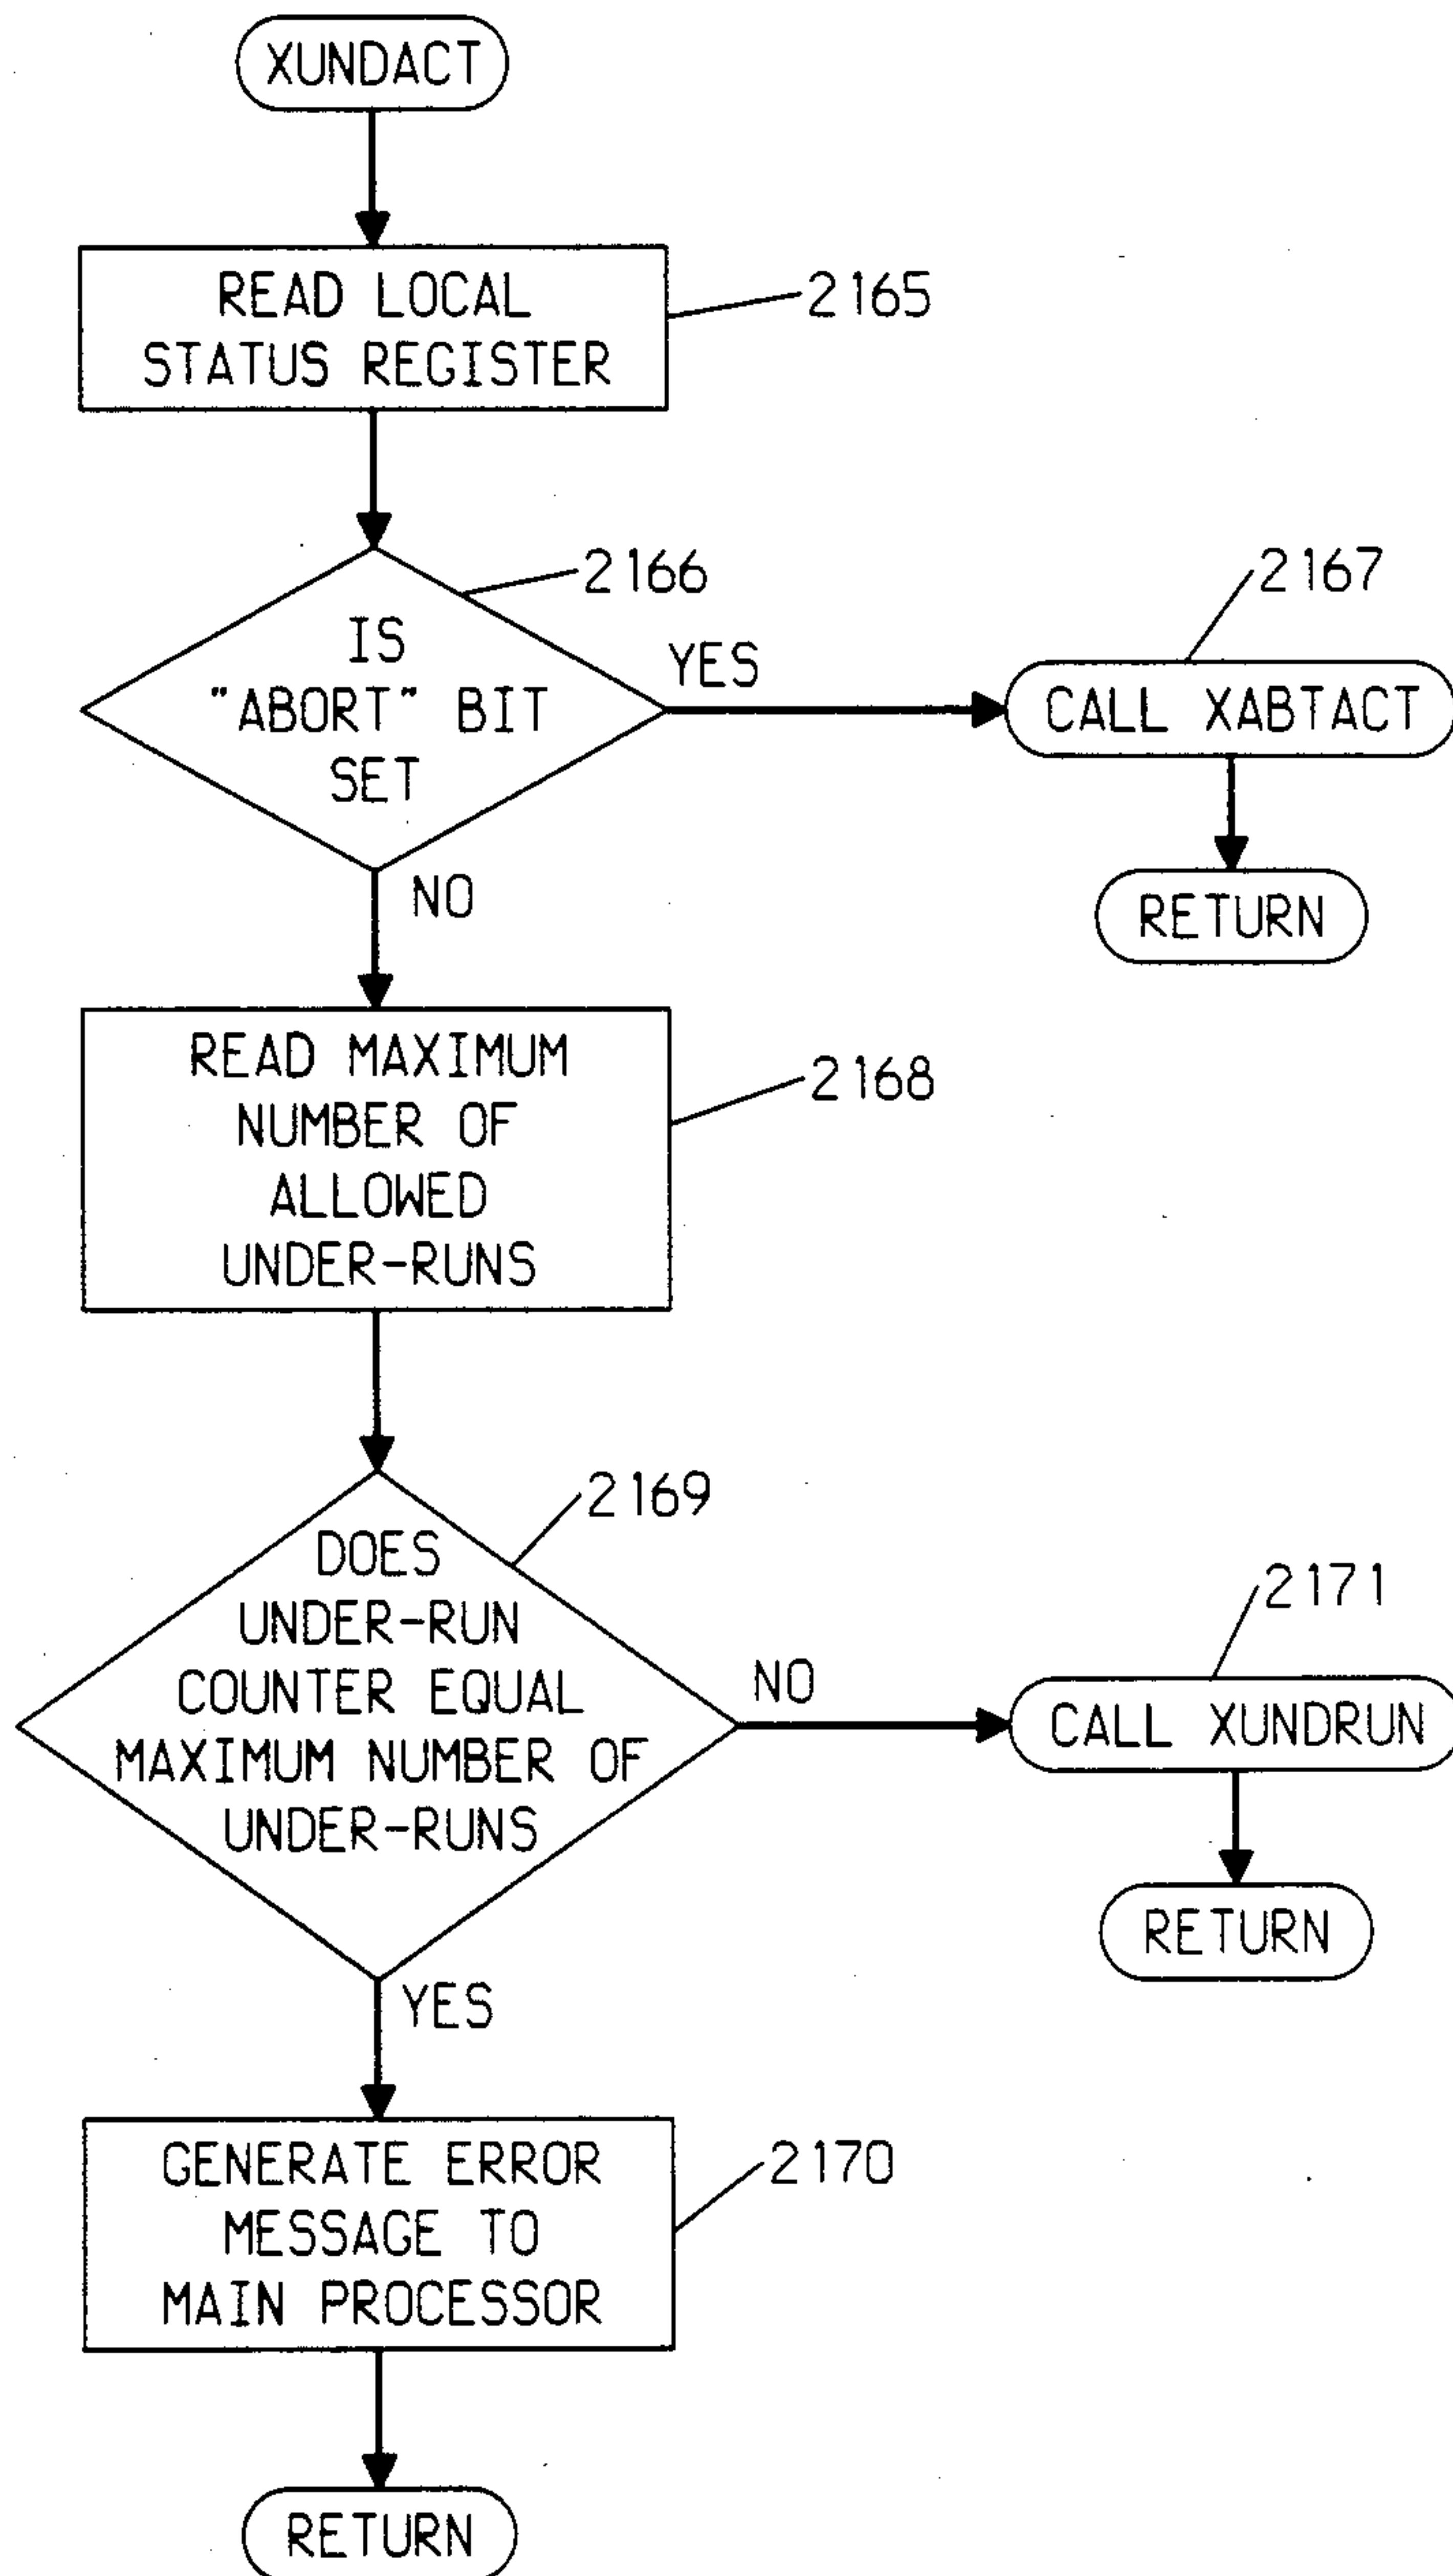 XUNDACT
READ LOCAL
STATUS REGISTER
2165
IS
"ABORT" BIT
SET
2166
YES
CALL XABTACT
2167
RETURN
NO
READ MAXIMUM
NUMBER OF
ALLOWED
UNDER-RUNS
2168
DOES
UNDER-RUN
COUNTER EQUAL
MAXIMUM NUMBER OF
UNDER-RUNS
2169
NO
CALL XUNDRUN
2171
RETURN
YES
GENERATE ERROR
MESSAGE TO
MAIN PROCESSOR
2170
RETURN